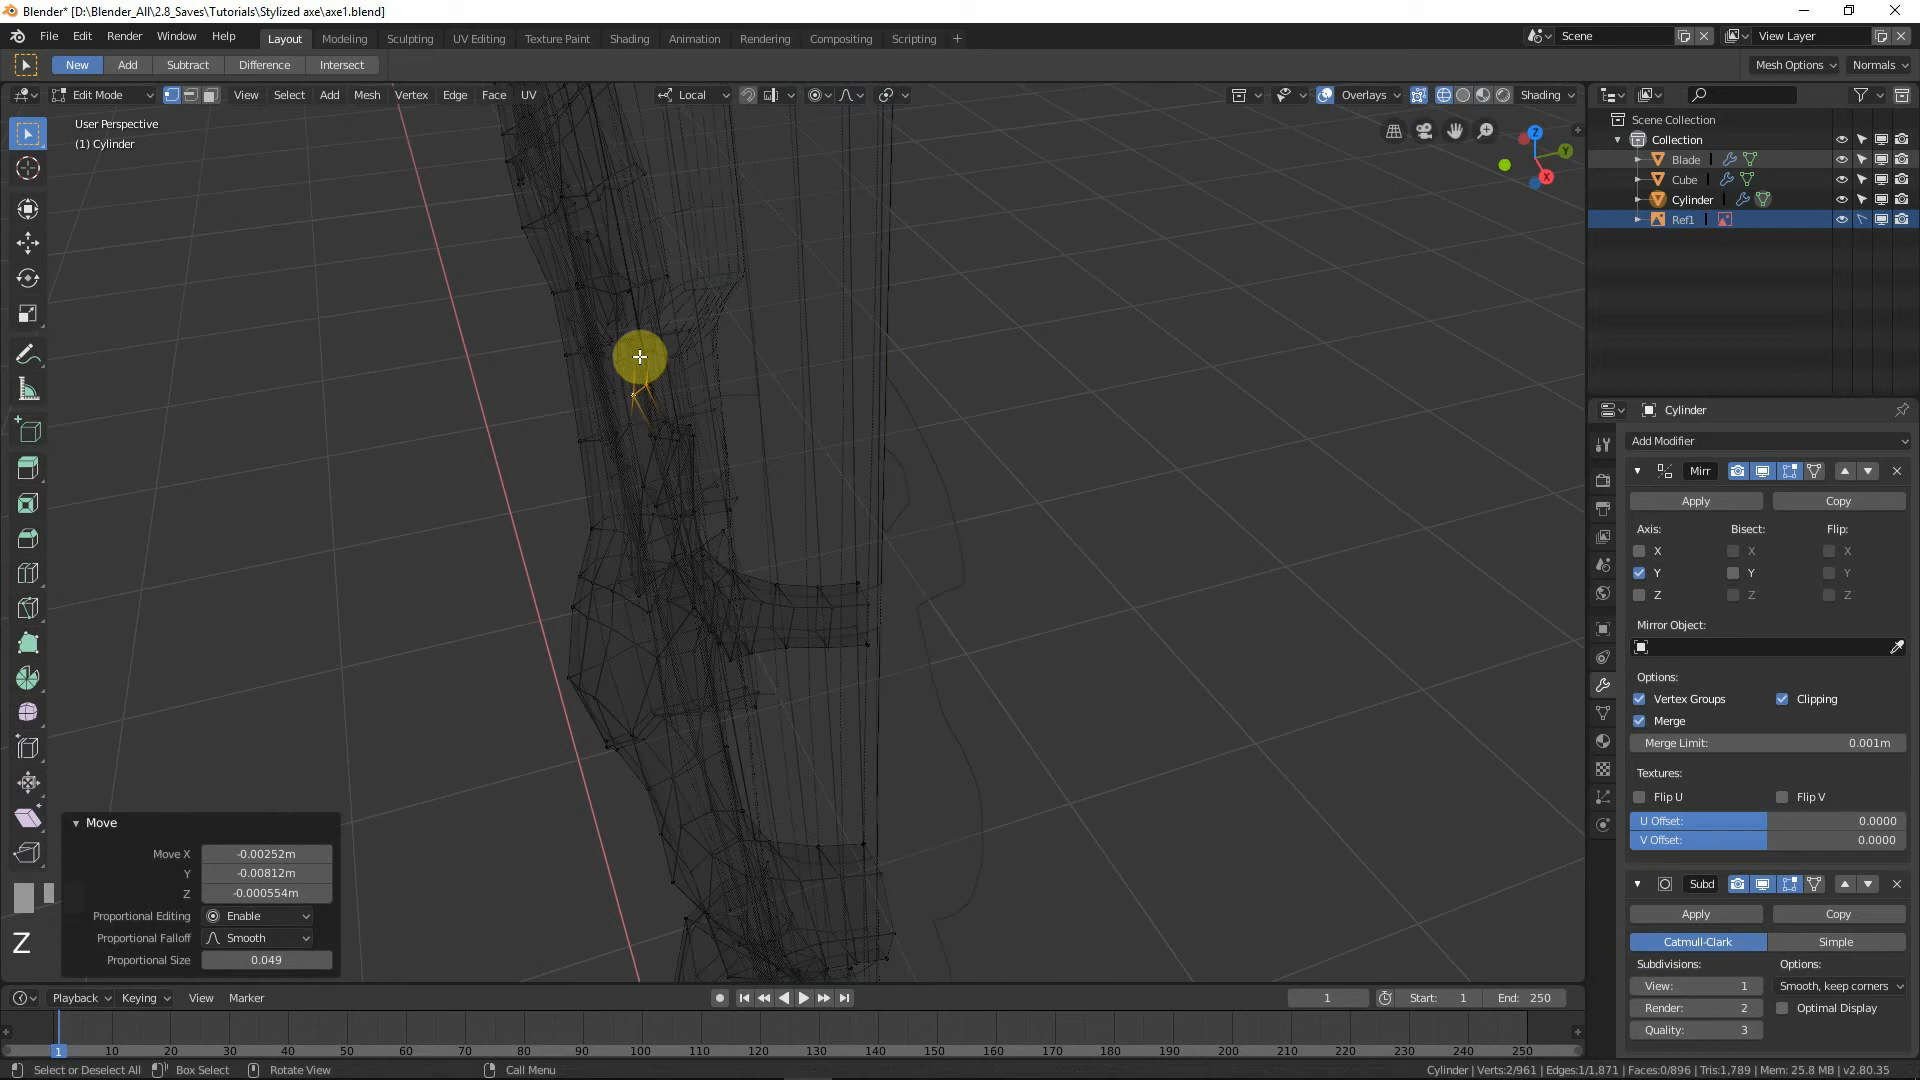 Blender* [D:\Blender_All\2.8_Saves\Tutorials\Stylized axe\axe1.blend]
File Edit Render Window Help Layout Modeling Sculpting UV Editing Texture Paint Shading Animation Rendering Compositing Scripting + Scene View Layer
New Add Subtract Difference Intersect Mesh Options Normals
Edit Mode View Select Add Mesh Vertex Edge Face UV Local Overlays Shading
User Perspective
(1) Cylinder
Z
Y
X
Scene Collection
Collection
Blade
Cube
Cylinder
Ref1
Cylinder
Add Modifier
Mirr
Apply Copy
Axis: Bisect: Flip:
X X X
Y Y Y
Z Z Z
Mirror Object:
Options:
Vertex Groups Clipping
Merge
Merge Limit: 0.001m
Textures:
Flip U Flip V
U Offset: 0.0000
V Offset: 0.0000
Subd
Apply Copy
Catmull-Clark Simple
Subdivisions: Options:
View: 1 Smooth, keep corners
Render: 2 Optimal Display
Quality: 3
Move
Move X -0.00252m
Y -0.00812m
Z -0.000554m
Proportional Editing Enable
Proportional Falloff Smooth
Proportional Size 0.049
Z
Playback Keying View Marker 1 Start: 1 End: 250
1 10 20 30 40 50 60 70 80 90 100 110 120 130 140 150 160 170 180 190 200 210 220 230 240 250
Select or Deselect All Box Select Rotate View Call Menu Cylinder | Verts:2/961 | Edges:1/1,871 | Faces:0/896 | Tris:1,789 | Mem: 25.8 MB | v2.80.35